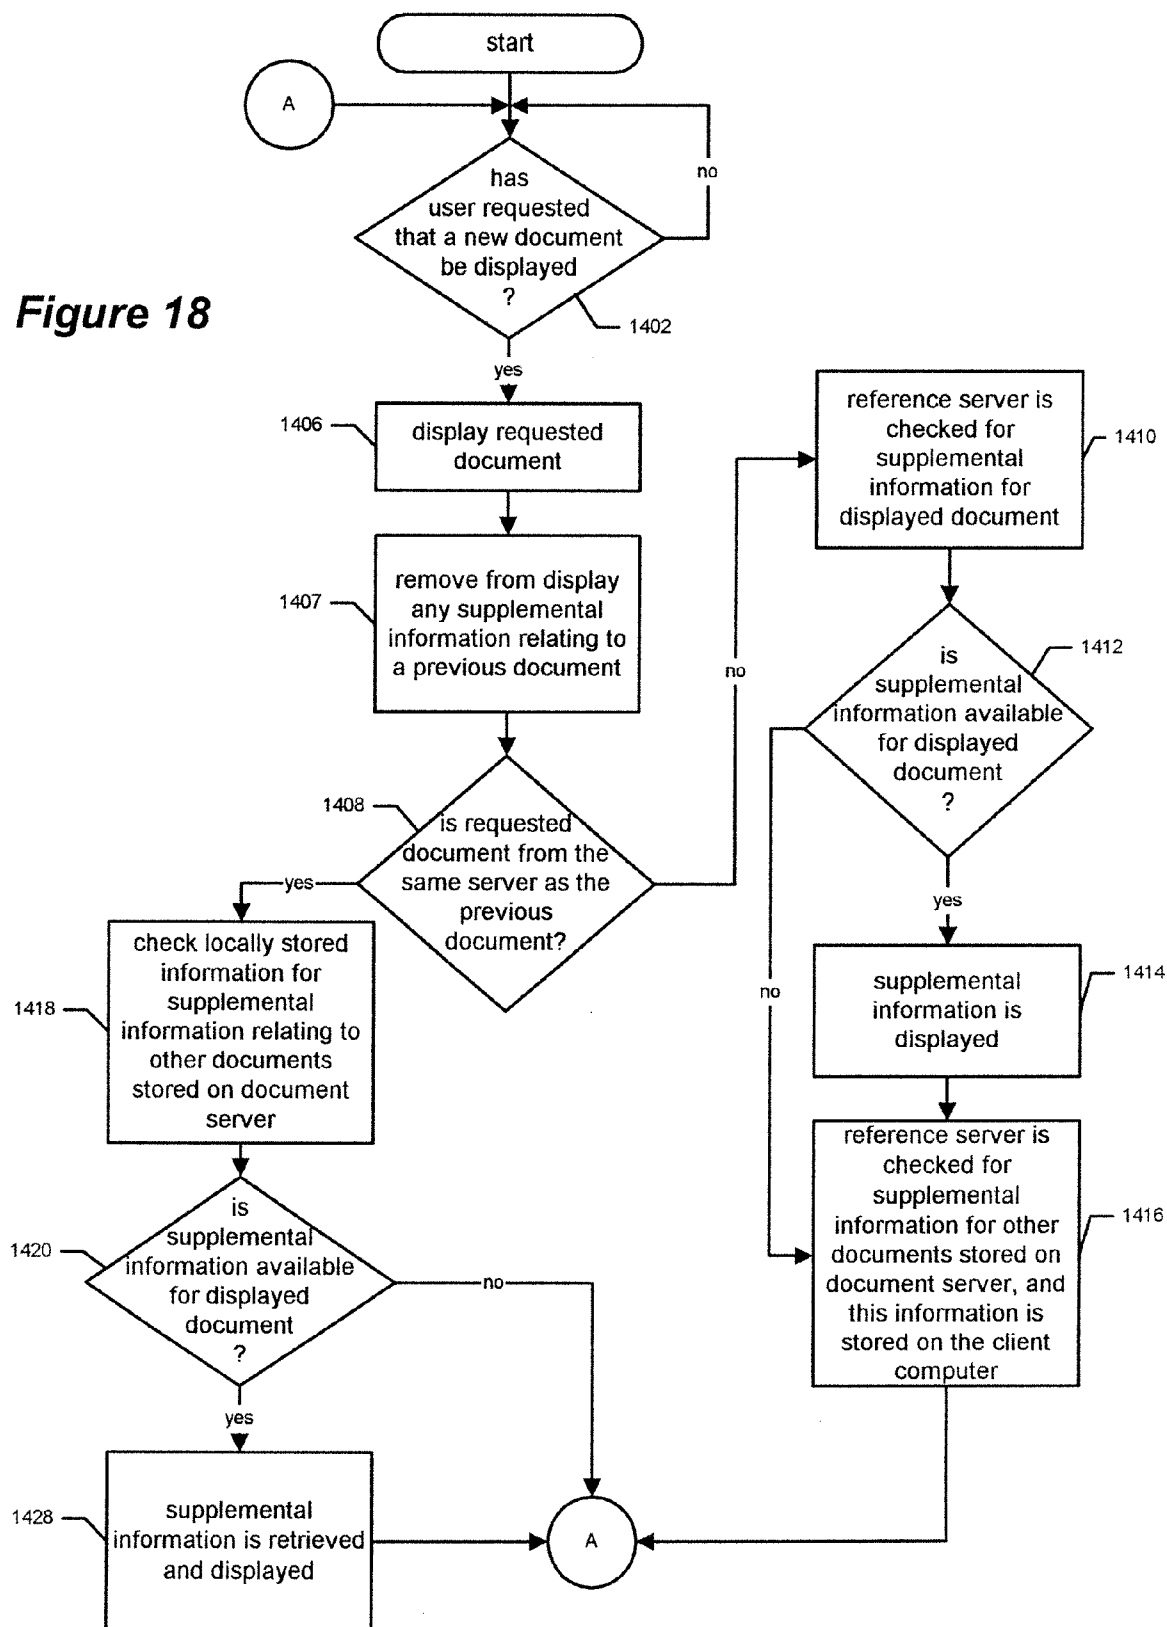 start
A
has
user requested
that a new document
be displayed
?
no
1402
Figure 18
yes
1406
display requested
document
1407
remove from display
any supplemental
information relating to
a previous document
1408
is requested
document from the
same server as the
previous
document?
yes
no
1418
check locally stored
information for
supplemental
information relating to
other documents
stored on document
server
1420
is
supplemental
information available
for displayed
document
?
no
yes
1428
supplemental
information is retrieved
and displayed
A
reference server is
checked for
supplemental
information for
displayed document
1410
is
supplemental
information available
for displayed
document
?
1412
no
yes
supplemental
information is
displayed
1414
reference server is
checked for
supplemental
information for other
documents stored on
document server, and
this information is
stored on the client
computer
1416